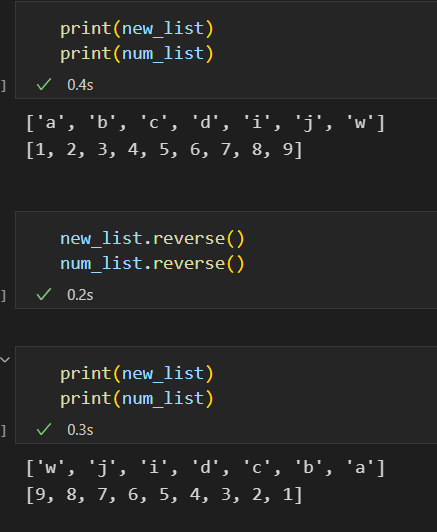 print(new_list)
print(num_list)
] 0.4s
['a', 'b', 'c', 'd', 'i', 'j', 'w']
[1, 2, 3, 4, 5, 6, 7, 8, 9]
new_list.reverse()
num_list.reverse()
] 0.2s
print(new_list)
print(num_list)
] 0.3s
['w', 'j', 'i', 'd', 'c', 'b', 'a']
[9, 8, 7, 6, 5, 4, 3, 2, 1]